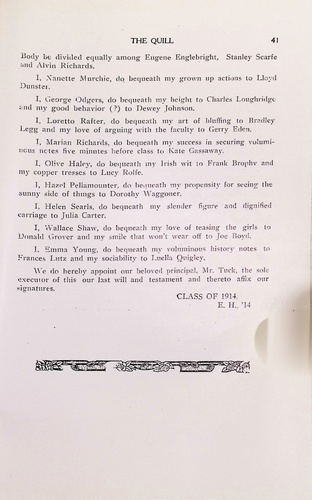 THE QUILL 41
Body be divided equally among Eugene Englebright, Stanley Scarfe
and Alvin Richards.
I, Nanette Murchie, do bequeath my grown up actions to Lloyd
Dunster.
I, George Odgers, do bequeath my height to Charles Loughridge
and my good behavior (?) to Dewey Johnson.
I, Loretto Rafter, do bequeath my art of bluffing to Bradley
Legg and my love of arguing with the faculty to Gerry Eden.
I, Marian Richards, do bequeath my success in securing volumi-
nous notes five minutes before class to Kate Gassaway.
I, Olive Haley, do bequeath my Irish wit to Frank Brophy and
my copper tresses to Lucy Rolfe.
I, Hazel Pellamounter, do bequeath my propensity for seeing the
sunny side of things to Dorothy Waggoner.
I, Helen Searls, do bequeath my slender figure and dignified
carriage to Julia Carter.
I, Wallace Shaw, do bequeath my love of teasing the girls to
Donald Grover and my smile that won't wear off to Joe Boyd.
I, Emma Young, do bequeath my voluminous history notes to
Frances Lutz and my sociability to Luella Quigley.
We do hereby appoint our beloved principal, Mr. Tuck, the sole
executor of this our last will and testament and thereto affix our
signatures.
CLASS OF 1914.
E. H., '14